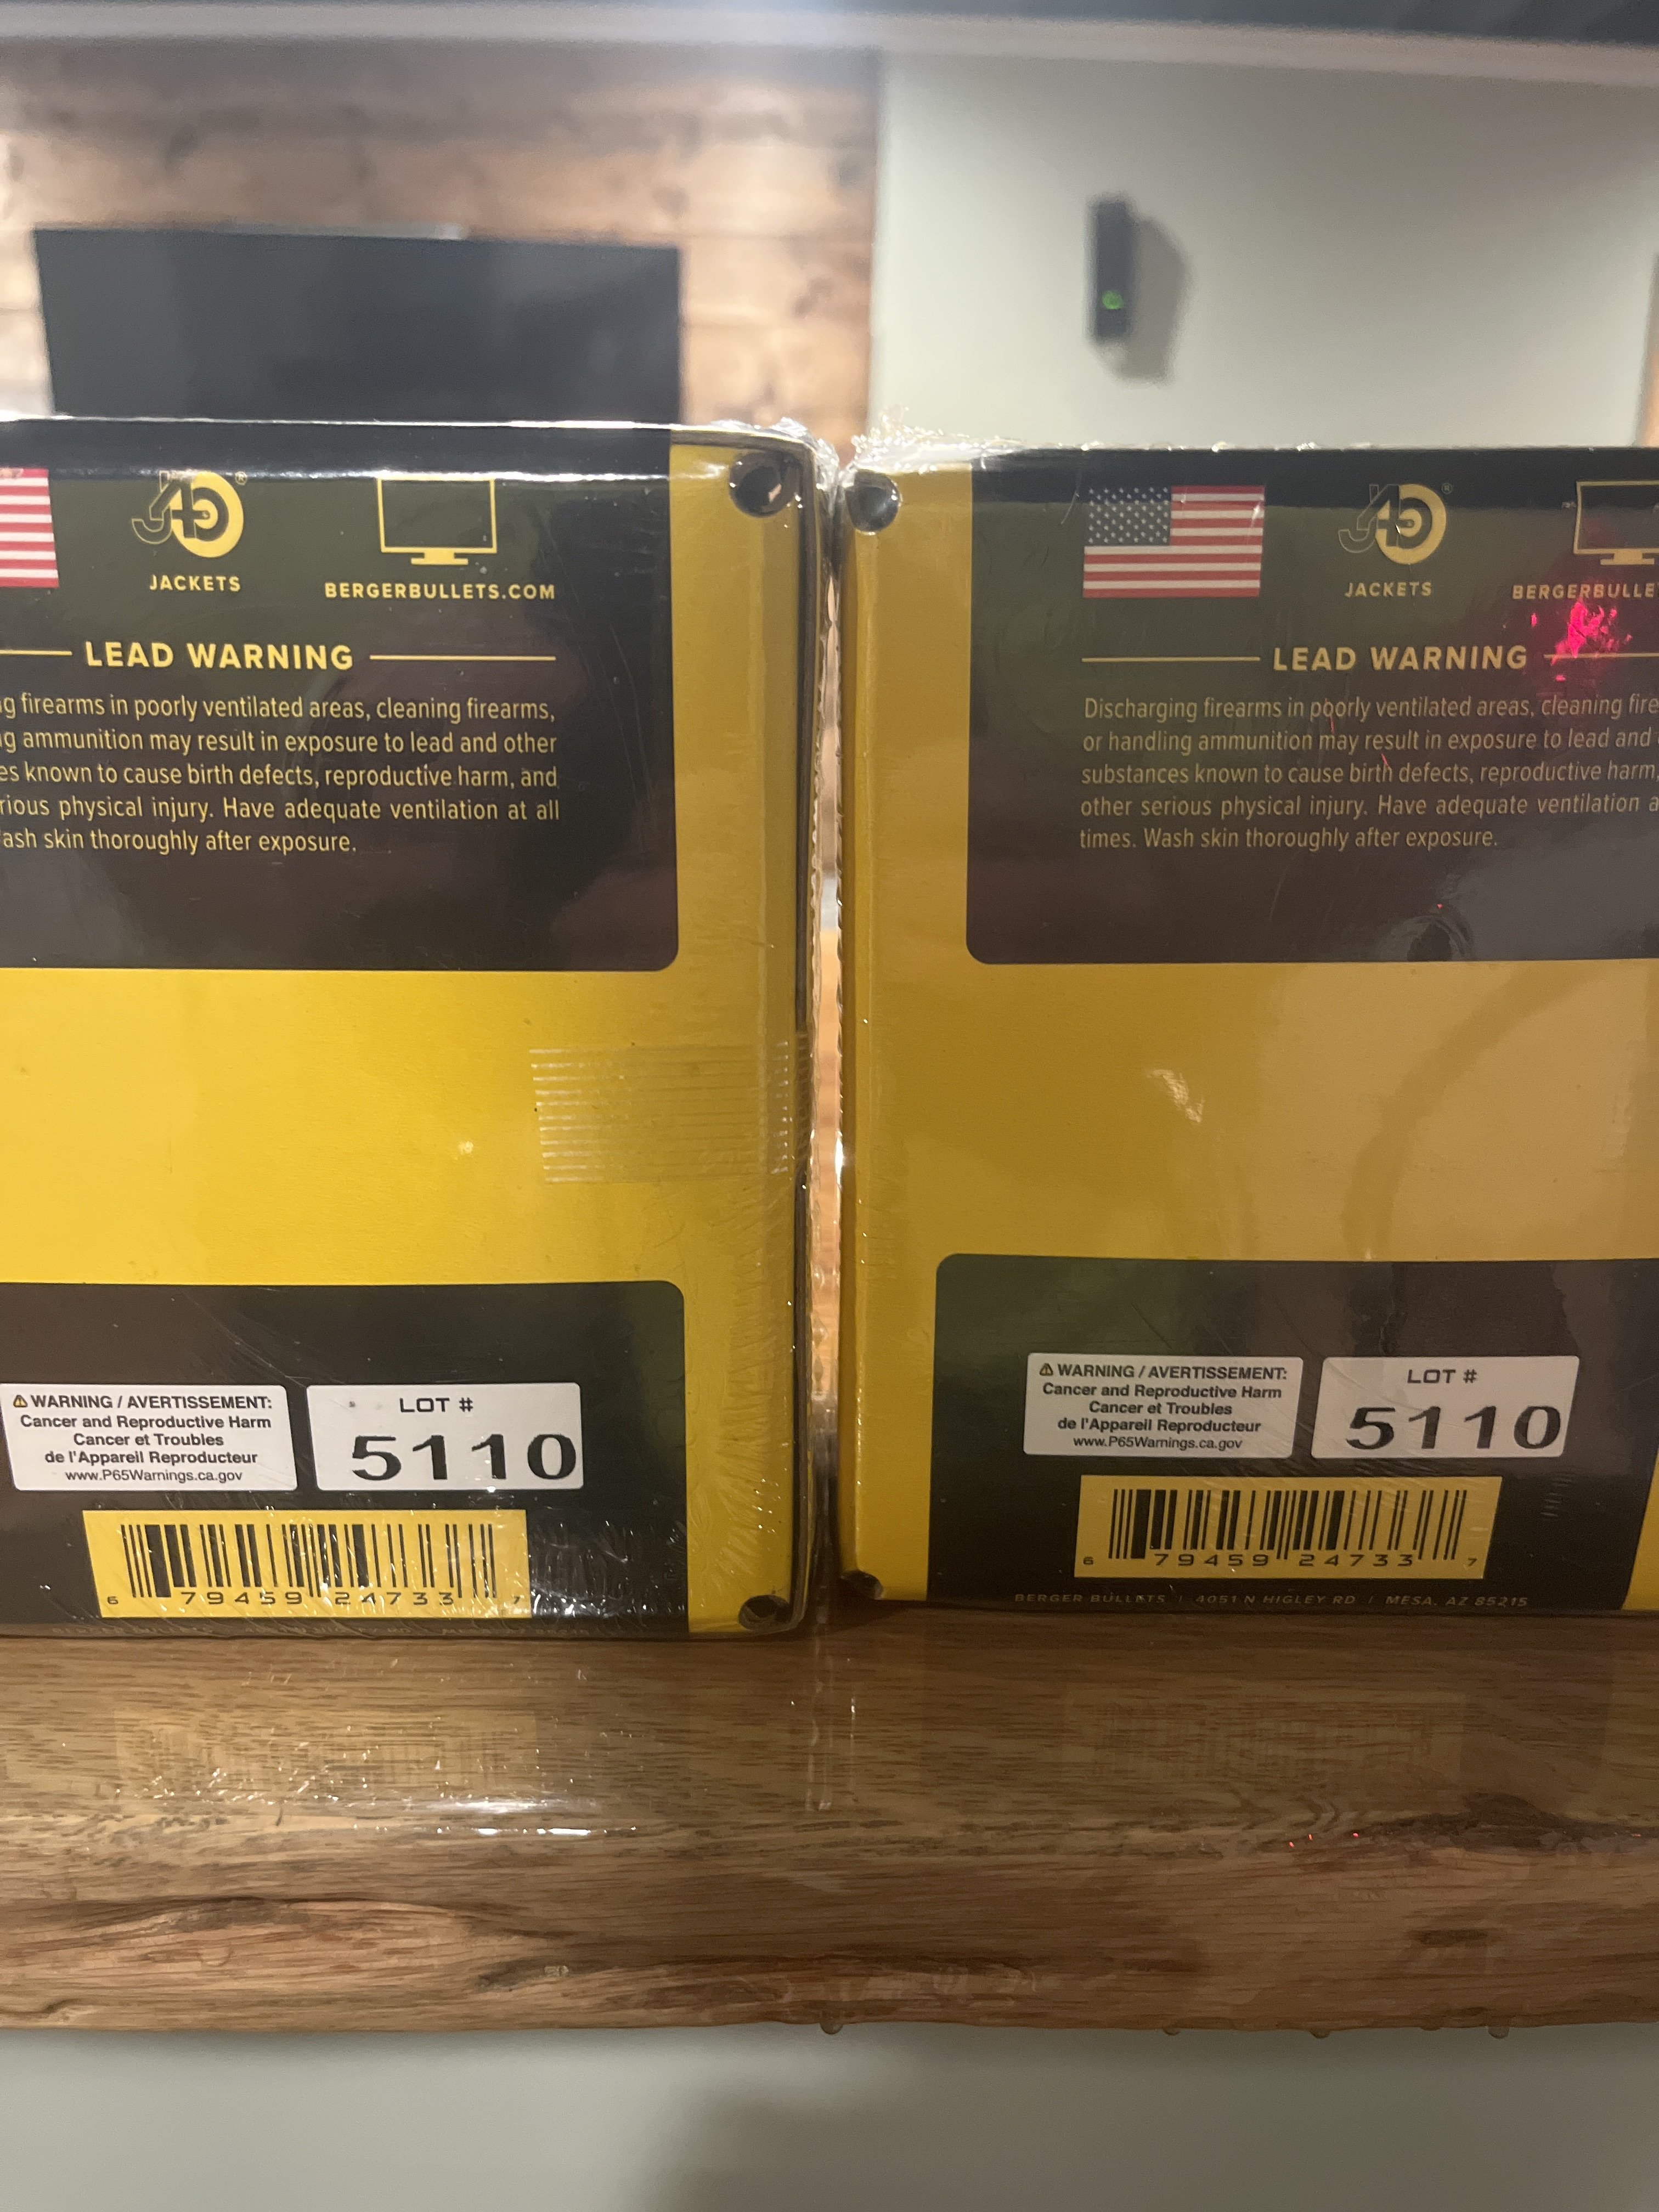 J4
®
JACKETS
BERGERBULLETS.COM
LEAD WARNING
firearms in poorly ventilated areas, cleaning firearms,
ammunition may result in exposure to lead and other
known to cause birth defects, reproductive harm, and
physical injury. Have adequate ventilation at all
skin thoroughly after exposure.
WARNING / AVERTISSEMENT:
Cancer and Reproductive Harm
Cancer et Troubles
de l'Appareil Reproducteur
www.P65Warnings.ca.gov
LOT #
5110
6 79459 24733 7
J4
®
JACKETS
BERGERBULLE
LEAD WARNING
Discharging firearms in poorly ventilated areas, cleaning fire
or handling ammunition may result in exposure to lead and
substances known to cause birth defects, reproductive harm,
other serious physical injury. Have adequate ventilation a
times. Wash skin thoroughly after exposure.
WARNING / AVERTISSEMENT:
Cancer and Reproductive Harm
Cancer et Troubles
de l'Appareil Reproducteur
www.P65Warnings.ca.gov
LOT #
5110
6 79459 24733 7
BERGER BULLETS | 4051 N HIGLEY RD | MESA, AZ 85215